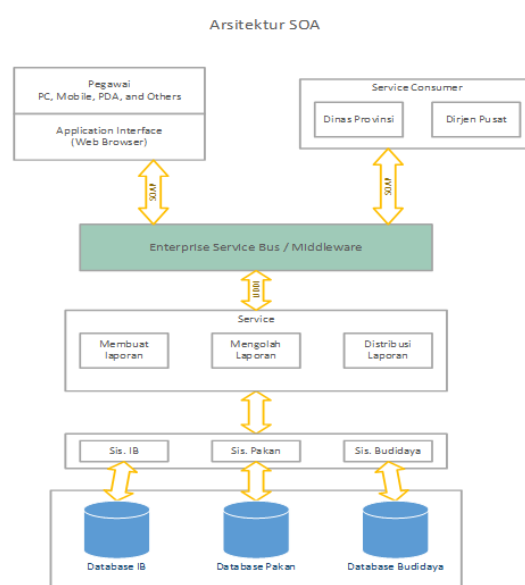 Arsitektur SOA
Pegawai
PC, Mobile, PDA, and Others
Application Interface
(Web Browser)
Service Consumer
Dinas Provinsi
Dirjen Pusat
SOAP
SOAP
Enterprise Service Bus / Middleware
UDDI
Service
Membuat
laporan
Mengolah
Laporan
Distribusi
Laporan
Sis. IB
Sis. Pakan
Sis. Budidaya
Database IB
Database Pakan
Database Budidaya